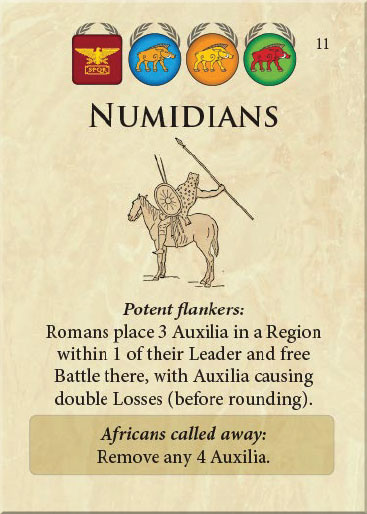 SPQR
11
NUMIDIANS
Potent flankers:
Romans place 3 Auxilia in a Region
within 1 of their Leader and free
Battle there, with Auxilia causing
double Losses (before rounding).
Africans called away:
Remove any 4 Auxilia.